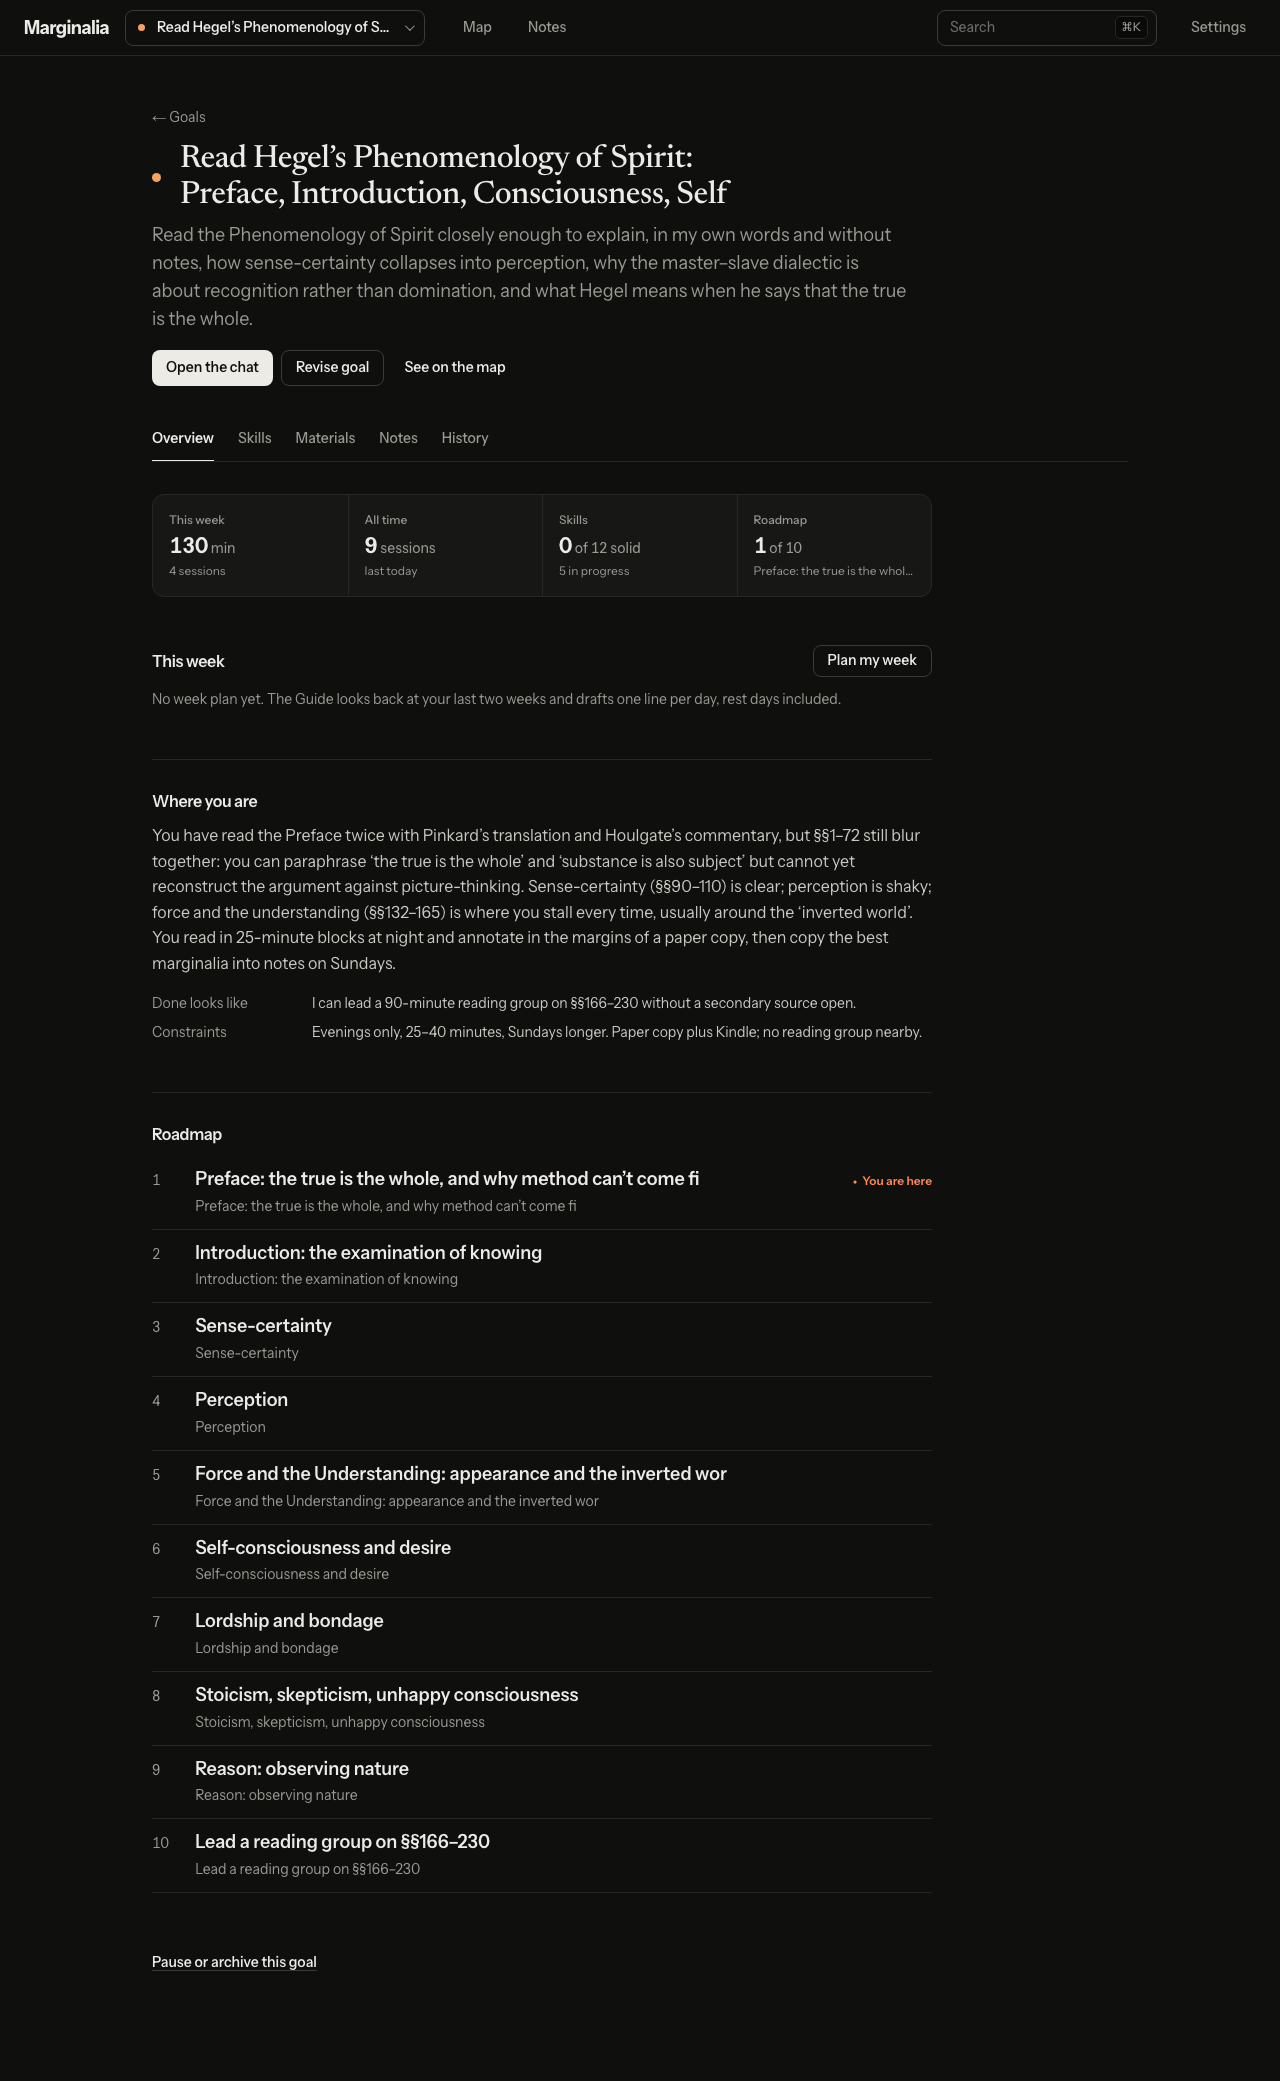 Marginalia
Read Hegel’s Phenomenology of S...
Map
Notes
Search
⌘K
Settings
← Goals
Read Hegel’s Phenomenology of Spirit:
Preface, Introduction, Consciousness, Self
Read the Phenomenology of Spirit closely enough to explain, in my own words and without
notes, how sense-certainty collapses into perception, why the master–slave dialectic is
about recognition rather than domination, and what Hegel means when he says that the true
is the whole.
Open the chat
Revise goal
See on the map
Overview
Skills
Materials
Notes
History
This week
130 min
4 sessions
All time
9 sessions
last today
Skills
0 of 12 solid
5 in progress
Roadmap
1 of 10
Preface: the true is the whol...
This week
Plan my week
No week plan yet. The Guide looks back at your last two weeks and drafts one line per day, rest days included.
Where you are
You have read the Preface twice with Pinkard’s translation and Houlgate’s commentary, but §§1–72 still blur
together: you can paraphrase ‘the true is the whole’ and ‘substance is also subject’ but cannot yet
reconstruct the argument against picture-thinking. Sense-certainty (§§90–110) is clear; perception is shaky;
force and the understanding (§§132–165) is where you stall every time, usually around the ‘inverted world’.
You read in 25-minute blocks at night and annotate in the margins of a paper copy, then copy the best
marginalia into notes on Sundays.
Done looks like
I can lead a 90-minute reading group on §§166–230 without a secondary source open.
Constraints
Evenings only, 25–40 minutes, Sundays longer. Paper copy plus Kindle; no reading group nearby.
Roadmap
1
Preface: the true is the whole, and why method can’t come fi
• You are here
Preface: the true is the whole, and why method can’t come fi
2
Introduction: the examination of knowing
Introduction: the examination of knowing
3
Sense-certainty
Sense-certainty
4
Perception
Perception
5
Force and the Understanding: appearance and the inverted wor
Force and the Understanding: appearance and the inverted wor
6
Self-consciousness and desire
Self-consciousness and desire
7
Lordship and bondage
Lordship and bondage
8
Stoicism, skepticism, unhappy consciousness
Stoicism, skepticism, unhappy consciousness
9
Reason: observing nature
Reason: observing nature
10
Lead a reading group on §§166–230
Lead a reading group on §§166–230
Pause or archive this goal